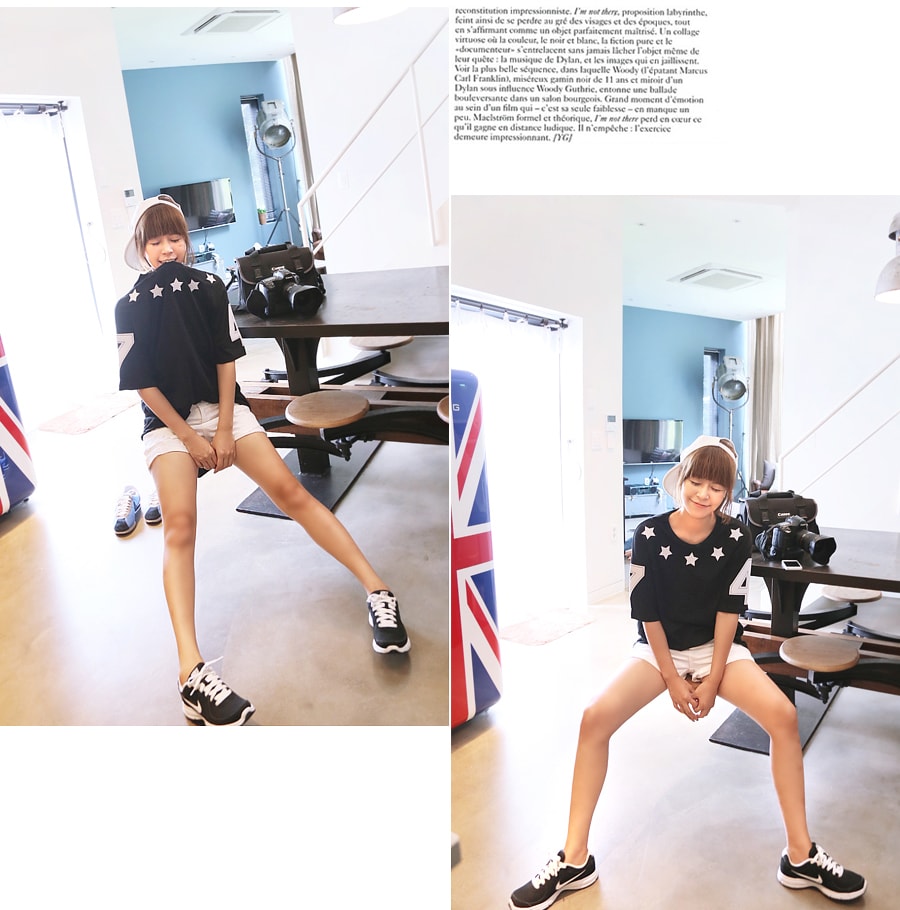 reconstitution impressionniste. I'm not there, proposition labyrinthe,
feint ainsi de se perdre au gré des visages et des époques, tout
en s'affirmant comme un objet parfaitement maîtrisé. Un collage
virtuose où la couleur, le noir et blanc, la fiction pure et le
«documenteur» s'entrelacent sans jamais lâcher l'objet même de
leur quête : la musique de Dylan, et les images qui en jaillissent.
Voir la plus belle séquence, dans laquelle Woody (l'épatant Marcus
Carl Franklin), miséreux gamin noir de 11 ans et miroir d'un
Dylan sous influence Woody Guthrie, entonne une ballade
bouleversante dans un salon bourgeois. Grand moment d'émotion
au sein d'un film qui – c'est sa seule faiblesse – en manque un
peu. Maelström formel et théorique, I'm not there perd en cœur ce
qu'il gagne en distance ludique. Il n'empêche : l'exercice
demeure impressionnant. [YG]
7
4
Canon
G
7
4
Canon